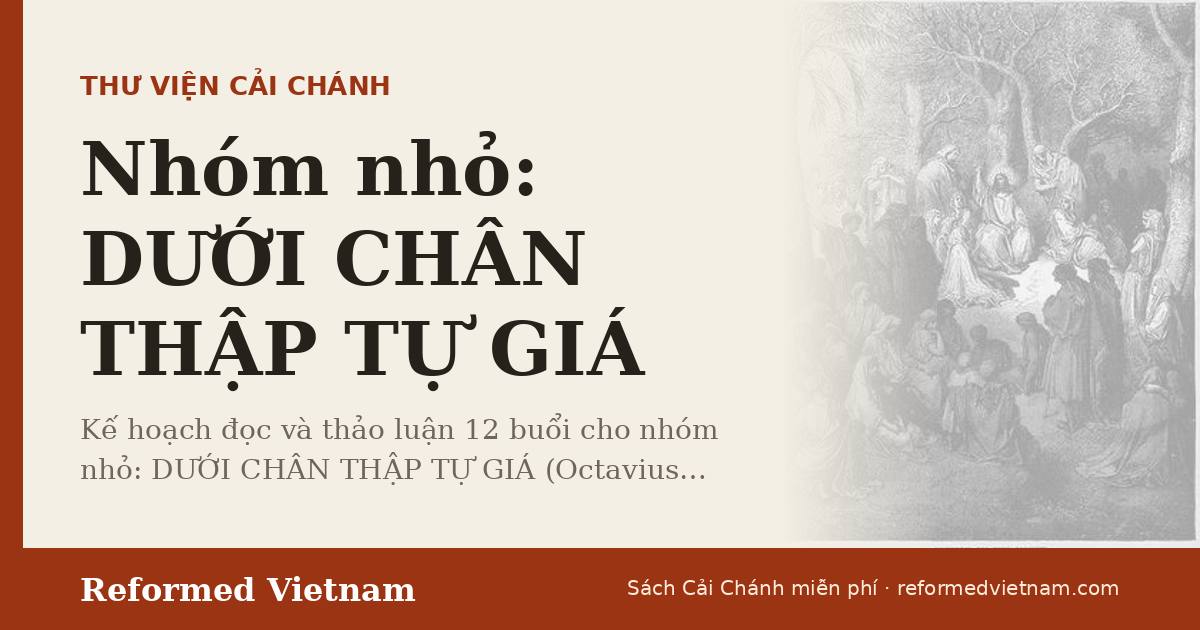 THƯ VIỆN CẢI CHÁNH
Nhóm nhỏ:
DƯỚI CHÂN
THẬP TỰ GIÁ
Kế hoạch đọc và thảo luận 12 buổi cho nhóm
nhỏ: DƯỚI CHÂN THẬP TỰ GIÁ (Octavius...
Reformed Vietnam
Sách Cải Chánh miễn phí · reformedvietnam.com